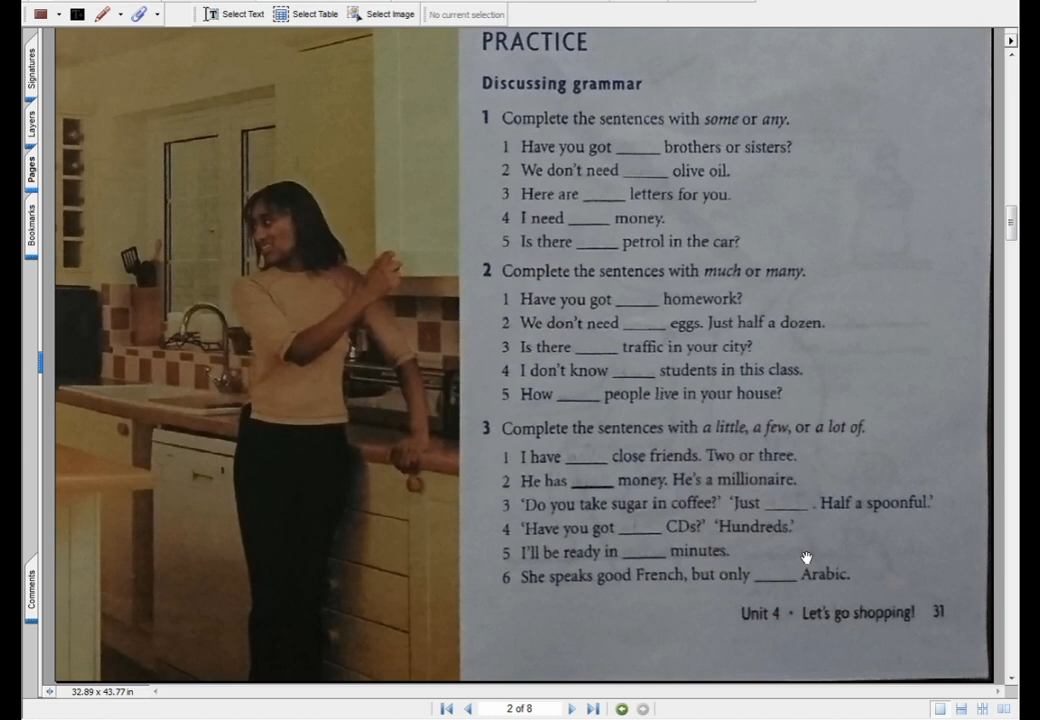 Select Text
Select Table
Select Image
No current selection
Signatures
Layers
Pages
Bookmarks
Comments
PRACTICE
Discussing grammar
1 Complete the sentences with some or any.
1 Have you got _____ brothers or sisters?
2 We don't need _____ olive oil.
3 Here are _____ letters for you.
4 I need _____ money.
5 Is there _____ petrol in the car?
2 Complete the sentences with much or many.
1 Have you got _____ homework?
2 We don't need _____ eggs. Just half a dozen.
3 Is there _____ traffic in your city?
4 I don't know _____ students in this class.
5 How _____ people live in your house?
3 Complete the sentences with a little, a few, or a lot of.
1 I have _____ close friends. Two or three.
2 He has _____ money. He's a millionaire.
3 'Do you take sugar in coffee?' 'Just _____ . Half a spoonful.'
4 'Have you got _____ CDs?' 'Hundreds.'
5 I'll be ready in _____ minutes.
6 She speaks good French, but only _____ Arabic.
Unit 4 • Let's go shopping! 31
32.89 x 43.77 in
2 of 8